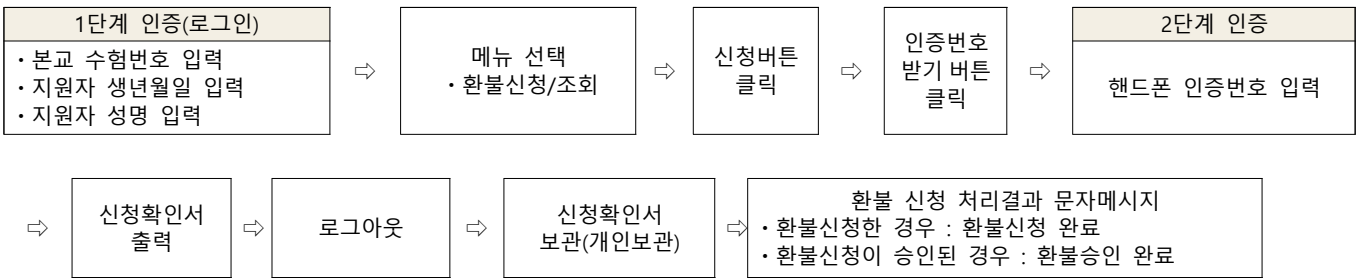 1단계 인증(로그인)
・본교 수험번호 입력
・지원자 생년월일 입력
・지원자 성명 입력
⇨
메뉴 선택
・환불신청/조회
⇨
신청버튼
클릭
⇨
인증번호
받기 버튼
클릭
⇨
2단계 인증
핸드폰 인증번호 입력
⇨
신청확인서
출력
⇨
로그아웃
⇨
신청확인서
보관(개인보관)
⇨
환불 신청 처리결과 문자메시지
・환불신청한 경우 : 환불신청 완료
・환불신청이 승인된 경우 : 환불승인 완료